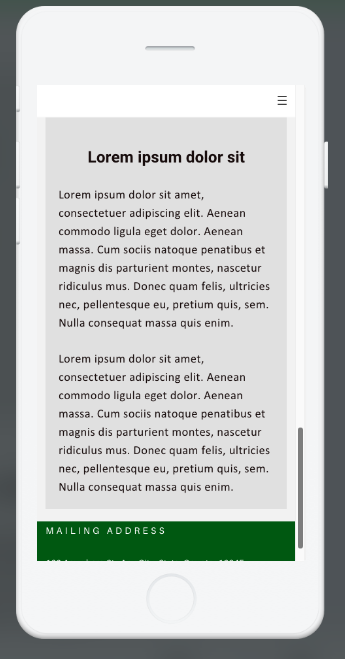 Lorem ipsum dolor sit
Lorem ipsum dolor sit amet,
consectetuer adipiscing elit. Aenean
commodo ligula eget dolor. Aenean
massa. Cum sociis natoque penatibus et
magnis dis parturient montes, nascetur
ridiculus mus. Donec quam felis, ultricies
nec, pellentesque eu, pretium quis, sem.
Nulla consequat massa quis enim.
Lorem ipsum dolor sit amet,
consectetuer adipiscing elit. Aenean
commodo ligula eget dolor. Aenean
massa. Cum sociis natoque penatibus et
magnis dis parturient montes, nascetur
ridiculus mus. Donec quam felis, ultricies
nec, pellentesque eu, pretium quis, sem.
Nulla consequat massa quis enim.
MAILING ADDRESS